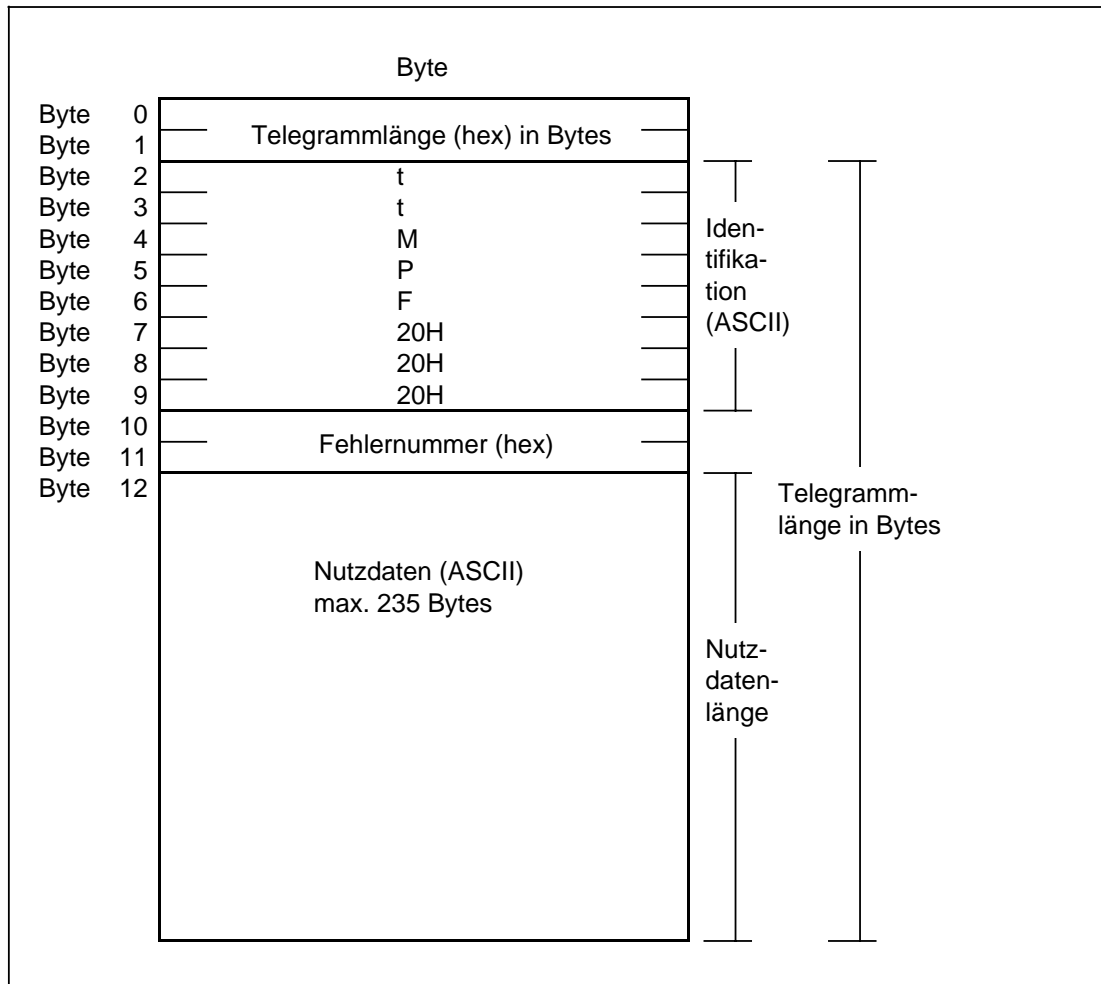 Byte
Byte 0
Telegrammlänge (hex) in Bytes
Byte 1
Byte 2 t
Byte 3 t
Byte 4 M
Byte 5 P
Byte 6 F
Byte 7 20H
Byte 8 20H
Byte 9 20H
Iden-
tifika-
tion
(ASCII)
Byte 10
Fehlernummer (hex)
Byte 11
Byte 12
Telegramm-
länge in Bytes
Nutzdaten (ASCII)
max. 235 Bytes
Nutz-
daten-
länge